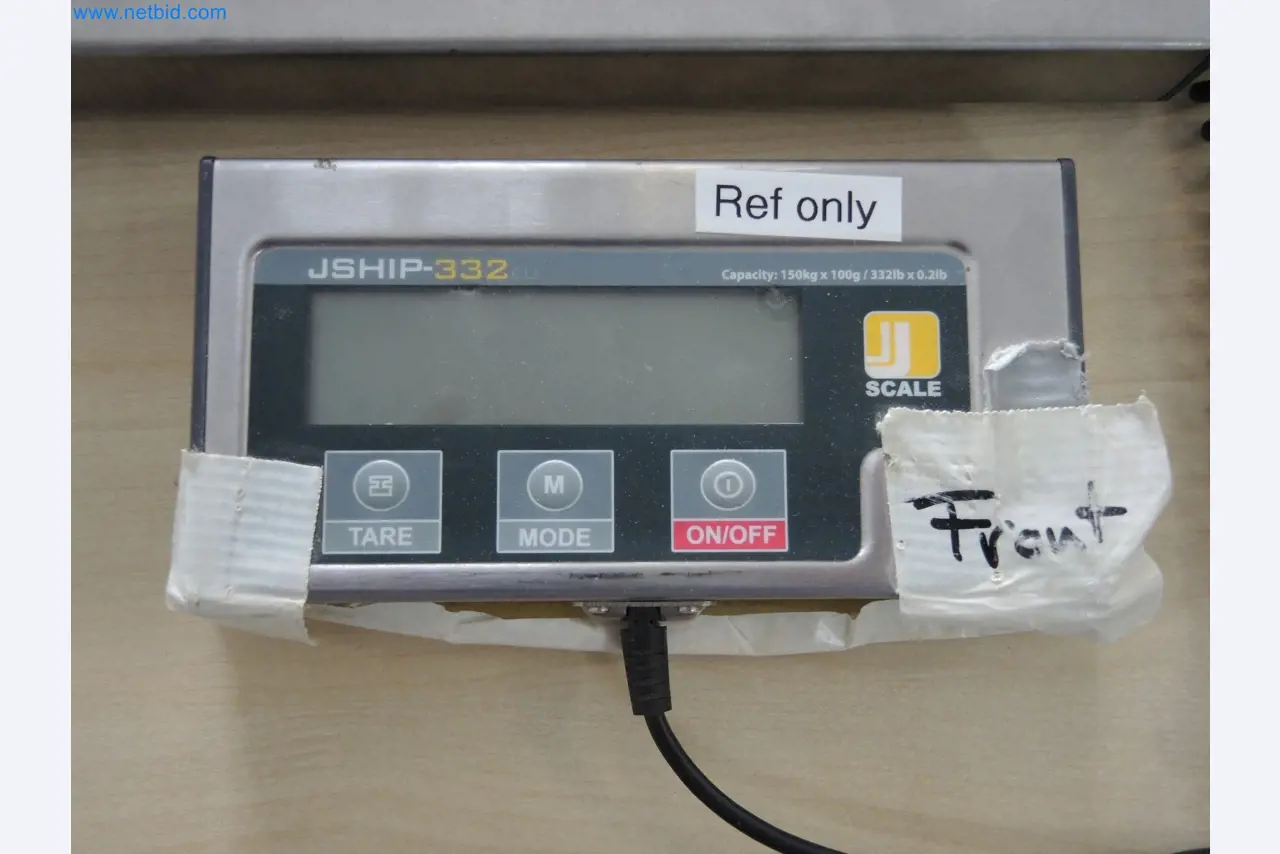 www.netbid.com
Ref only
JSHIP-332
Capacity: 150kg x 100g / 332lb x 0.2lb
J
SCALE
M
TARE
MODE
ON/OFF
Front